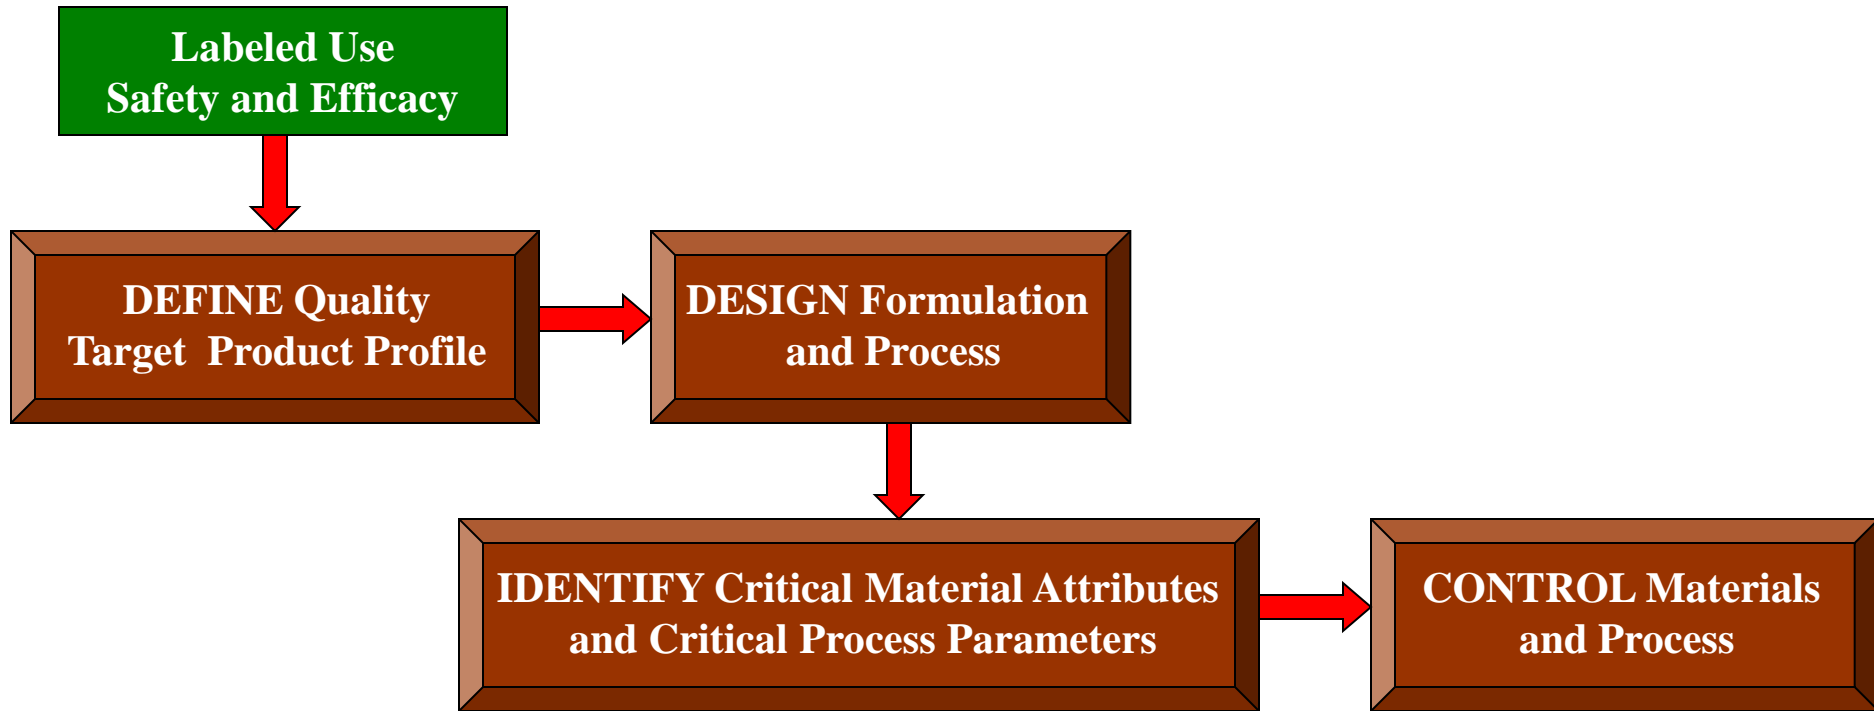 Labeled Use
Safety and Efficacy
DEFINE Quality
Target  Product Profile
DESIGN Formulation
and Process
IDENTIFY Critical Material Attributes
and Critical Process Parameters
CONTROL Materials
and Process